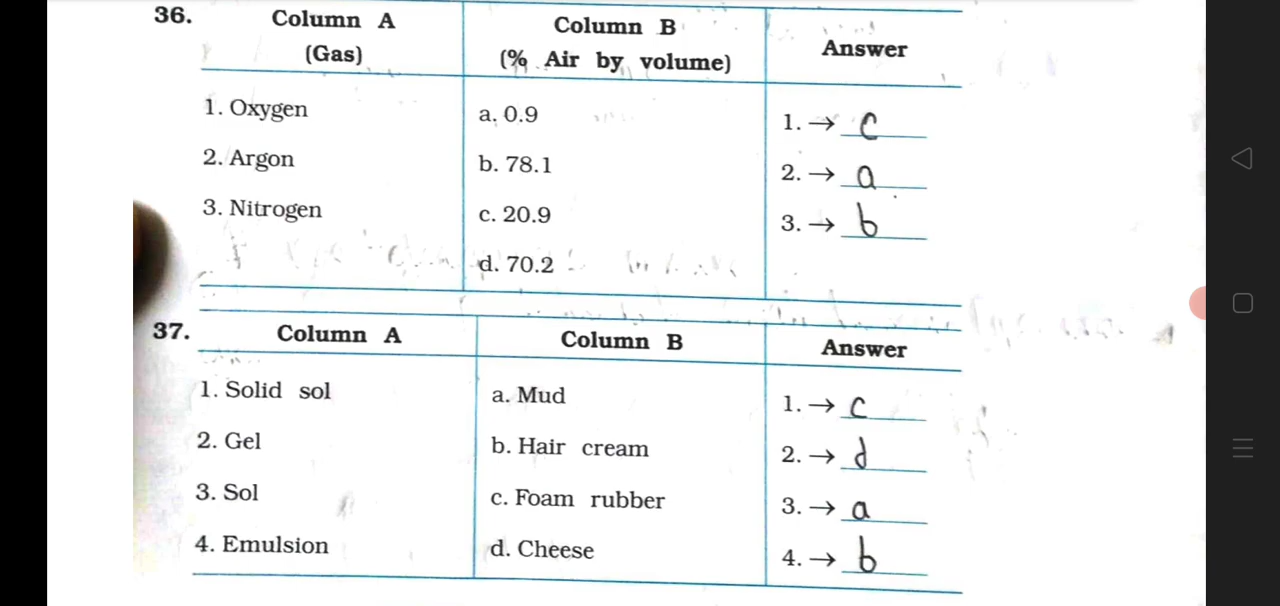 36. Column A Column B Answer
(Gas) (% Air by volume)
1. Oxygen a. 0.9 1. → c
2. Argon b. 78.1 2. → a
3. Nitrogen c. 20.9 3. → b
d. 70.2
37. Column A Column B Answer
1. Solid sol a. Mud 1. → c
2. Gel b. Hair cream 2. → d
3. Sol c. Foam rubber 3. → a
4. Emulsion d. Cheese 4. → b